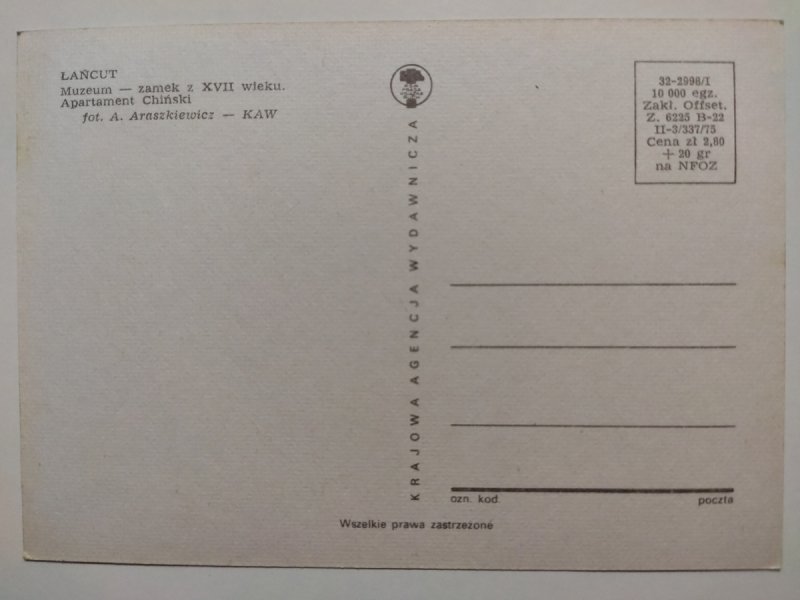 ŁAŃCUT
Muzeum — zamek z XVII wieku.
Apartament Chiński
fot. A. Araszkiewicz — KAW
KRAJOWA AGENCJA WYDAWNICZA
32-2996/I
10 000 egz.
Zakł. Offset.
Z. 6225 B-22
II-3/337/75
Cena zł 2,80
+ 20 gr
na NFOZ
ozn. kod
poczta
Wszelkie prawa zastrzeżone